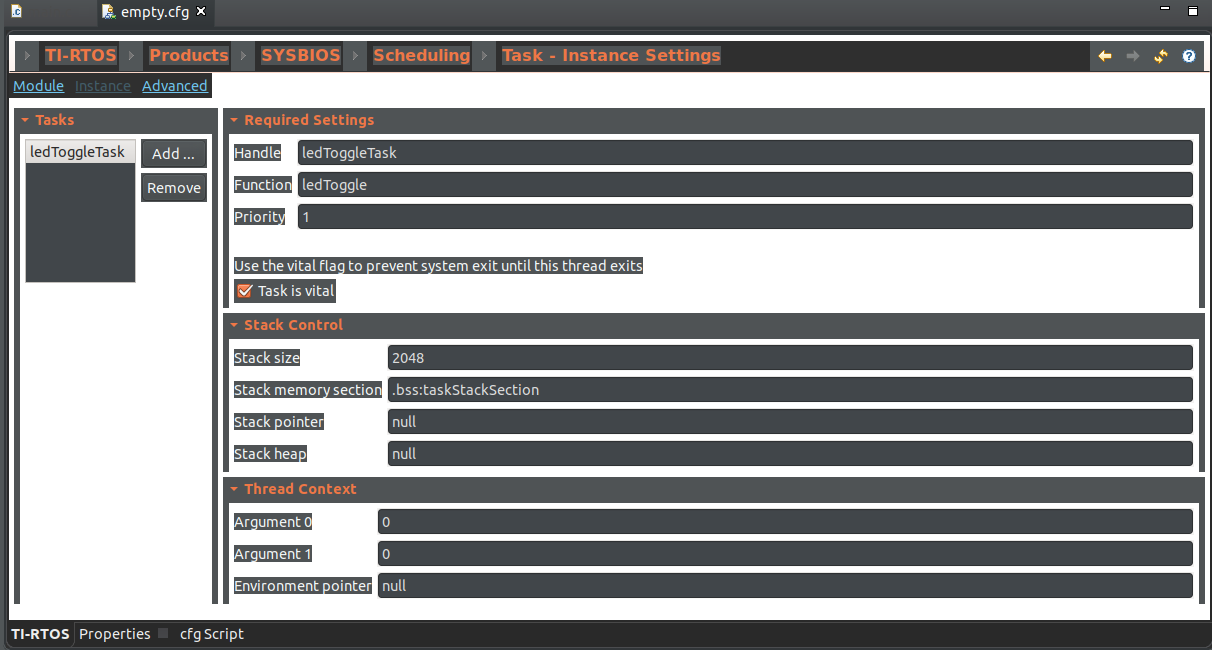 empty.cfg
TI-RTOS Products SYSBIOS Scheduling Task - Instance Settings
Module Instance Advanced
Tasks
ledToggleTask
Add ...
Remove
Required Settings
Handle ledToggleTask
Function ledToggle
Priority 1
Use the vital flag to prevent system exit until this thread exits
Task is vital
Stack Control
Stack size 2048
Stack memory section .bss:taskStackSection
Stack pointer null
Stack heap null
Thread Context
Argument 0 0
Argument 1 0
Environment pointer null
TI-RTOS Properties cfg Script